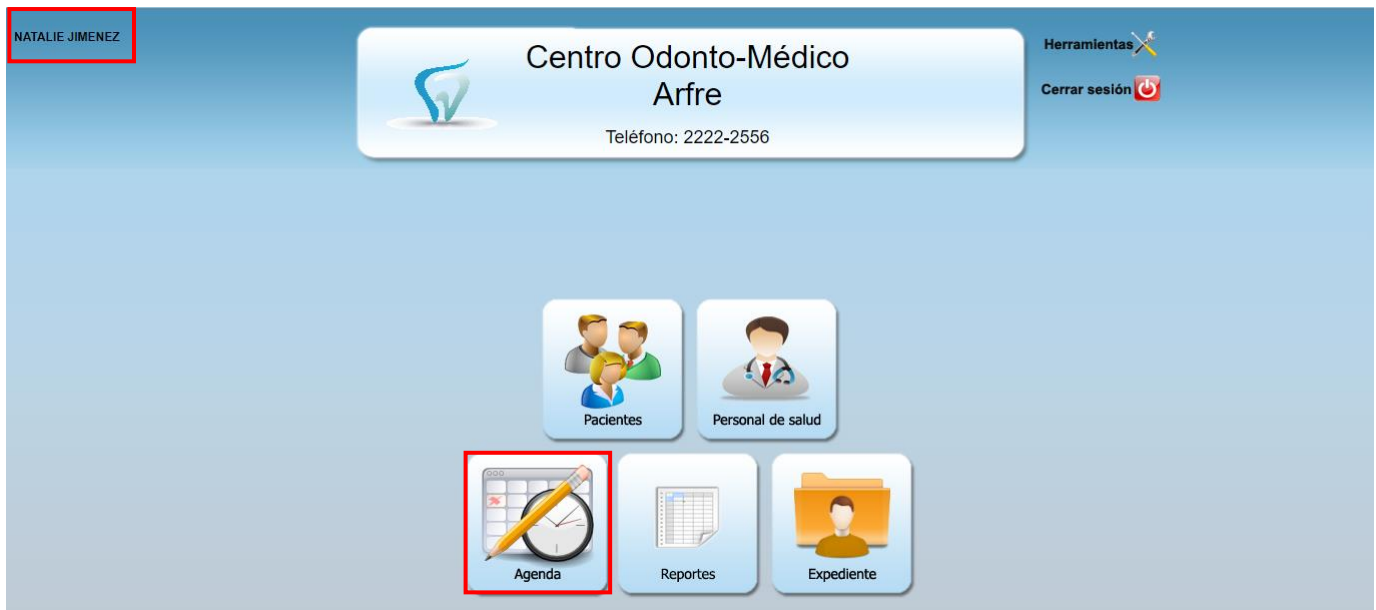 NATALIE JIMENEZ
Centro Odonto-Médico
Arfre
Teléfono: 2222-2556
Herramientas
Cerrar sesión
Pacientes
Personal de salud
Agenda
Reportes
Expediente